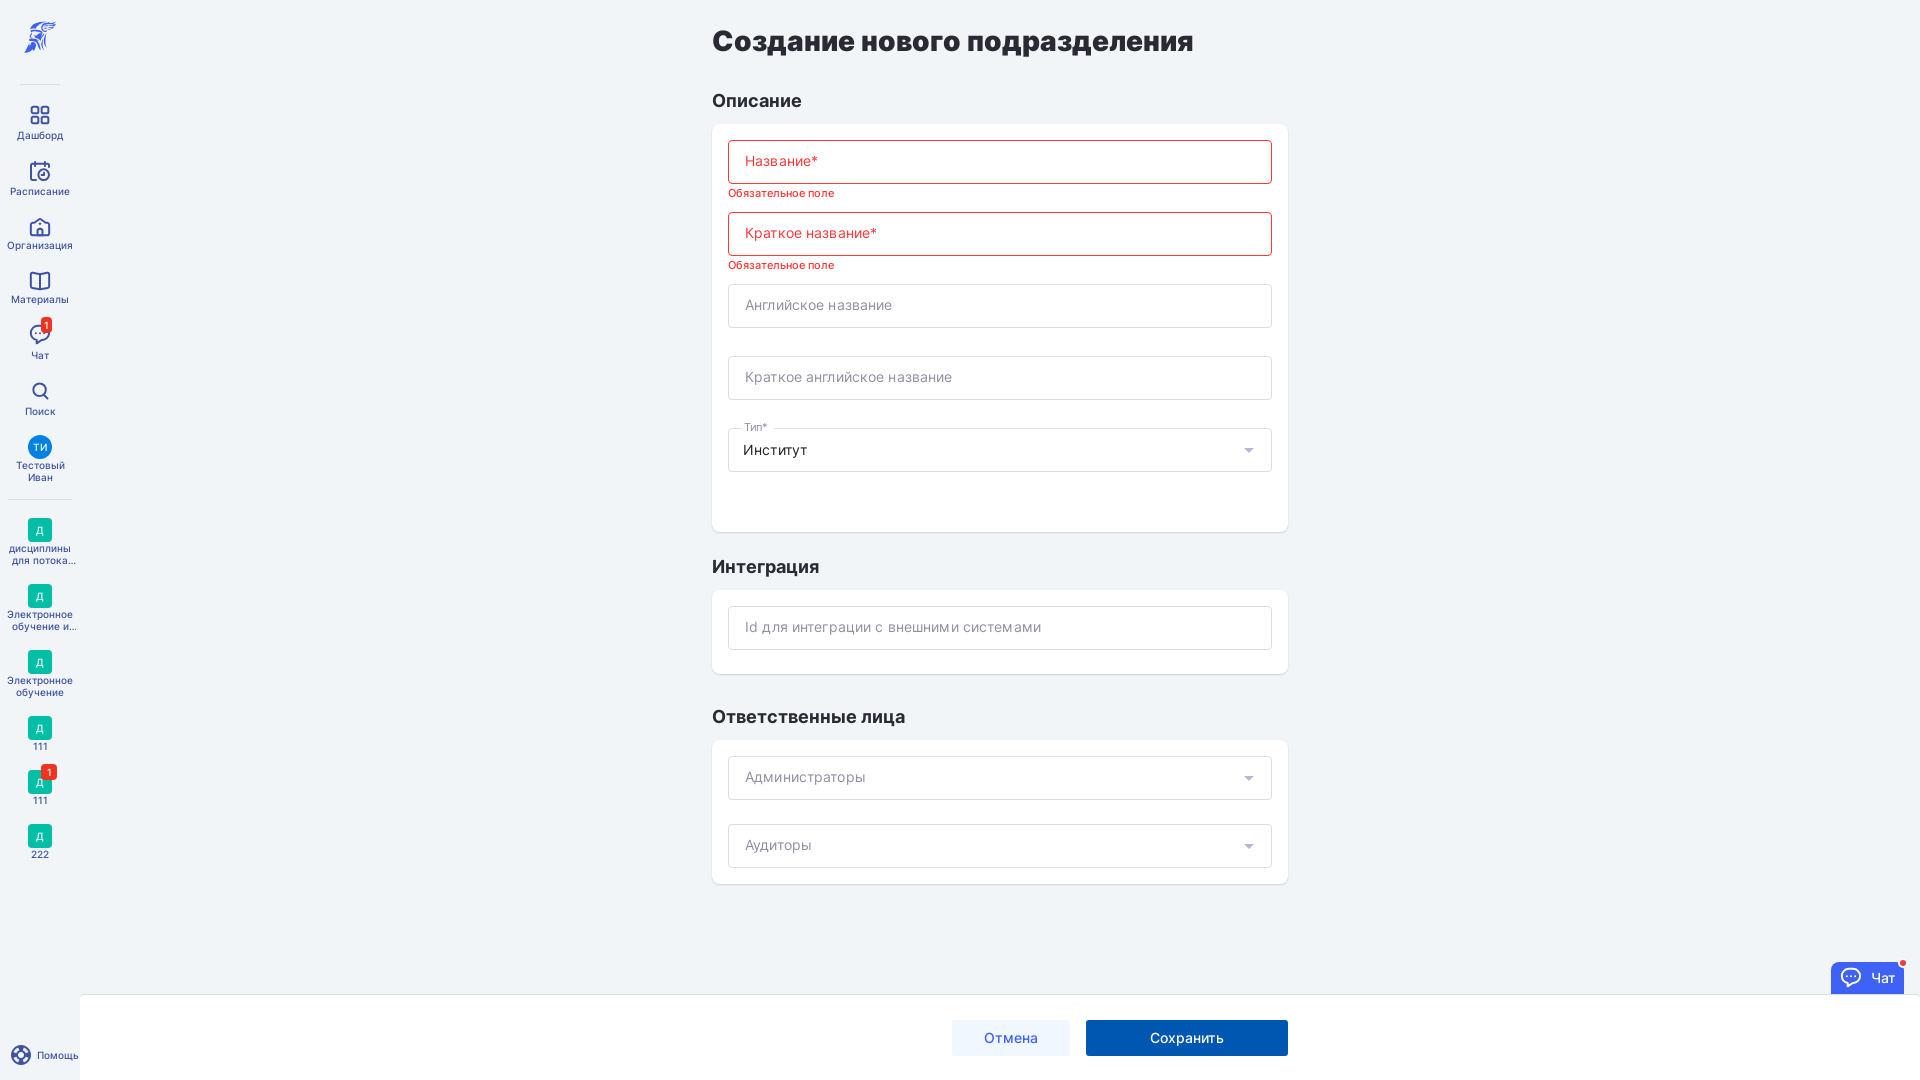 Дашборд
Расписание
Организация
Материалы
1
Чат
Поиск
ТИ
Тестовый
Иван
Д
дисциплины
для потока...
Д
Электронное
обучение и...
Д
Электронное
обучение
Д
111
Д
1
111
Д
222
Помощь
Создание нового подразделения
Описание
Название*
Обязательное поле
Краткое название*
Обязательное поле
Английское название
Краткое английское название
Тип*
Институт
Интеграция
Id для интеграции с внешними системами
Ответственные лица
Администраторы
Аудиторы
Чат
Отмена
Сохранить